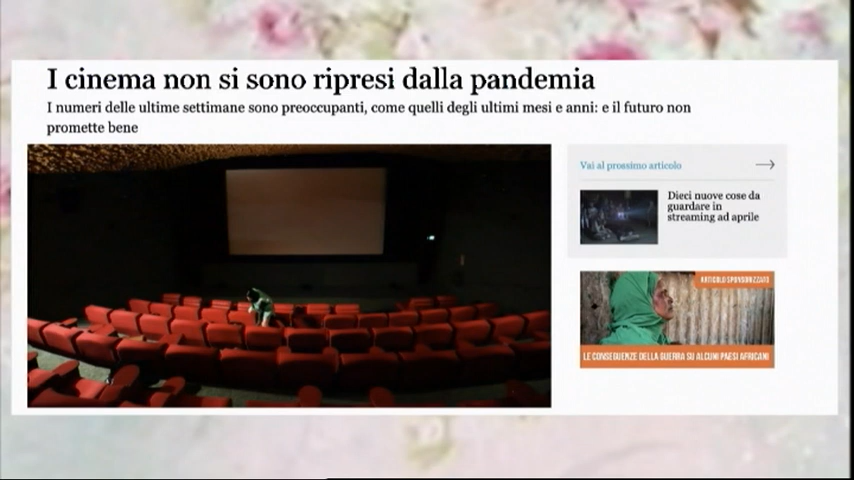 I cinema non si sono ripresi dalla pandemia
I numeri delle ultime settimane sono preoccupanti, come quelli degli ultimi mesi e anni: e il futuro non
promette bene
Vai al prossimo articolo
Dieci nuove cose da
guardare in
streaming ad aprile
ARTICOLO SPONSORIZZATO
LE CONSEGUENZE DELLA GUERRA SU ALCUNI PAESI AFRICANI